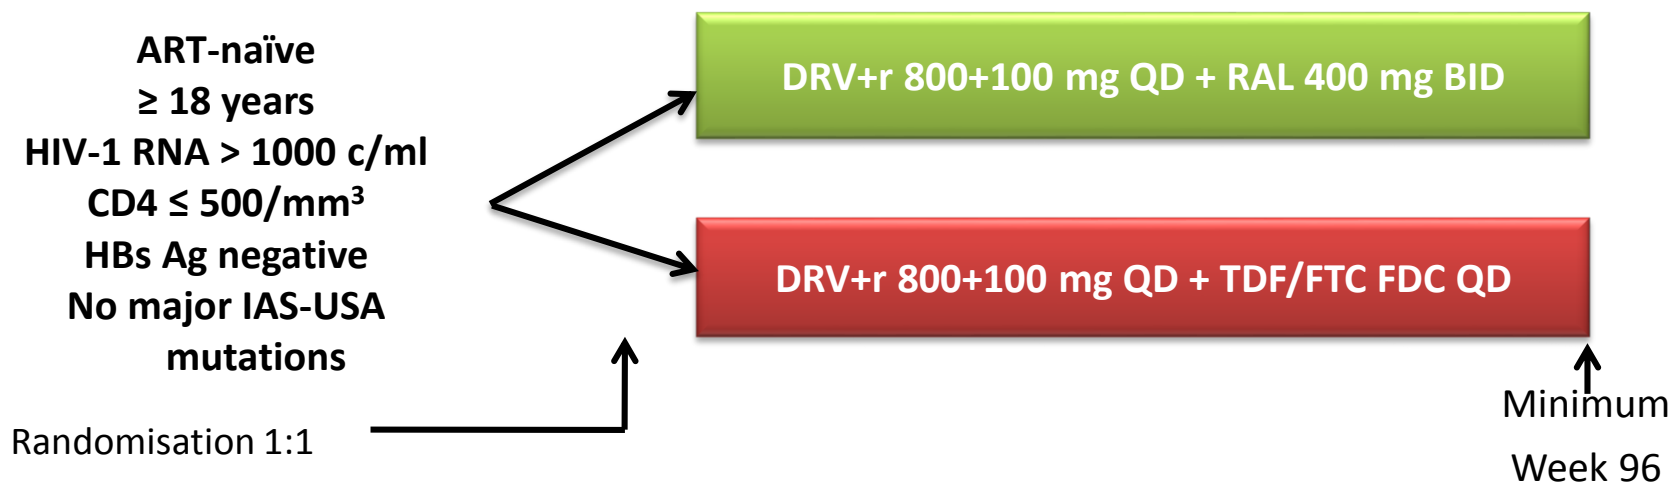 ART-naïve
≥ 18 years
HIV-1 RNA > 1000 c/ml
CD4 ≤ 500/mm³
HBs Ag negative
No major IAS-USA
mutations
Randomisation 1:1
DRV+r 800+100 mg QD + RAL 400 mg BID
DRV+r 800+100 mg QD + TDF/FTC FDC QD
Minimum
Week 96